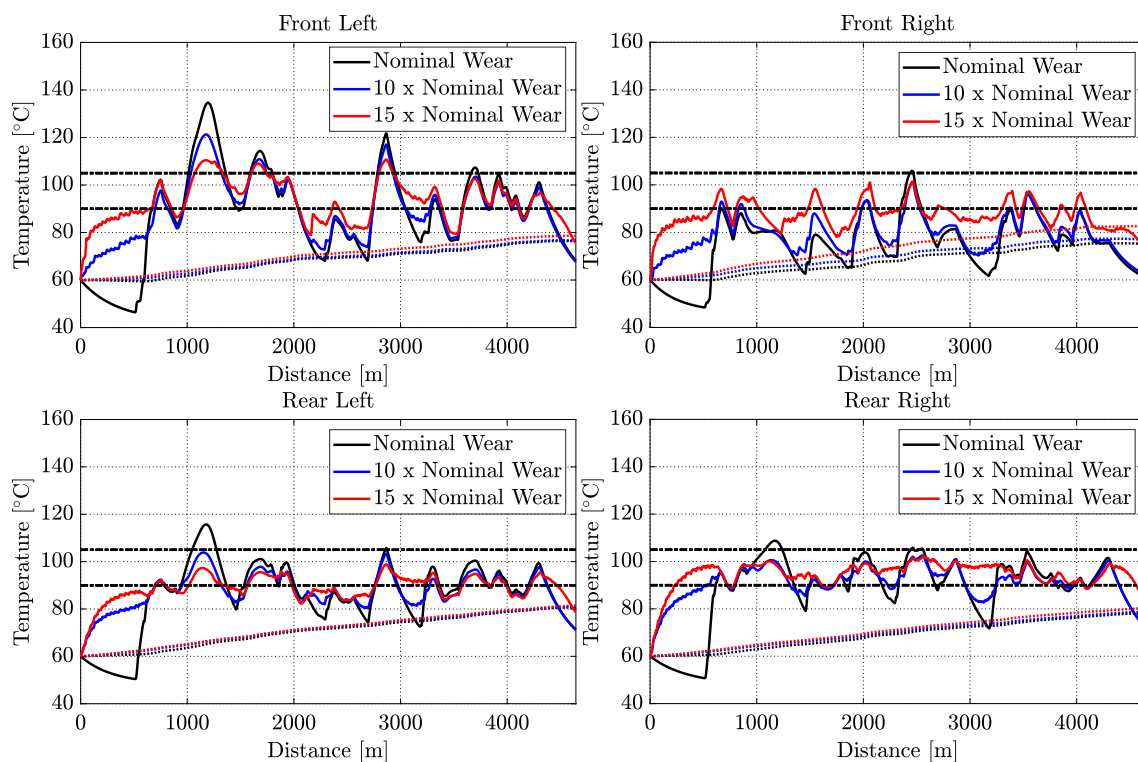 Front Left
Temperature [°C]
160
140
120
100
80
60
40
Nominal Wear
10 x Nominal Wear
15 x Nominal Wear
0 1000 2000 3000 4000
Distance [m]
Front Right
Temperature [°C]
160
140
120
100
80
60
40
Nominal Wear
10 x Nominal Wear
15 x Nominal Wear
0 1000 2000 3000 4000
Distance [m]
Rear Left
Temperature [°C]
160
140
120
100
80
60
40
Nominal Wear
10 x Nominal Wear
15 x Nominal Wear
0 1000 2000 3000 4000
Distance [m]
Rear Right
Temperature [°C]
160
140
120
100
80
60
40
Nominal Wear
10 x Nominal Wear
15 x Nominal Wear
0 1000 2000 3000 4000
Distance [m]